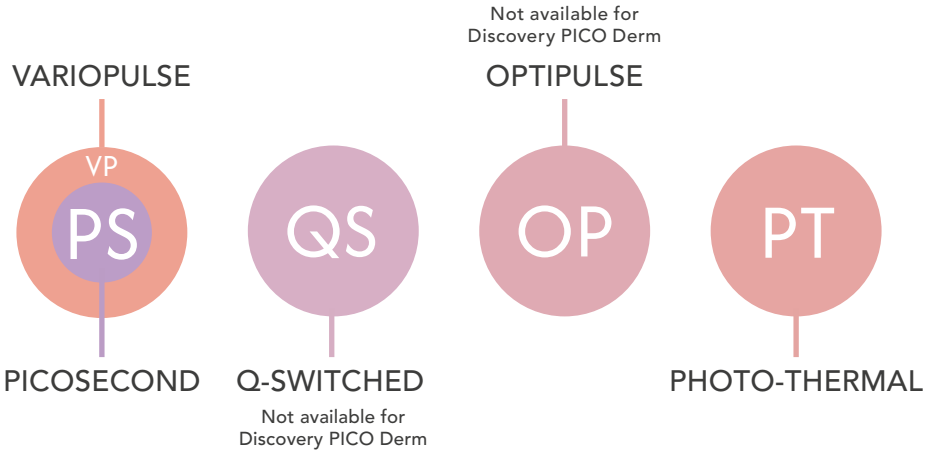 Not available for
Discovery PICO Derm
VARIOPULSE
OPTIPULSE
VP
PS
QS
OP
PT
PICOSECOND
Q-SWITCHED
PHOTO-THERMAL
Not available for
Discovery PICO Derm